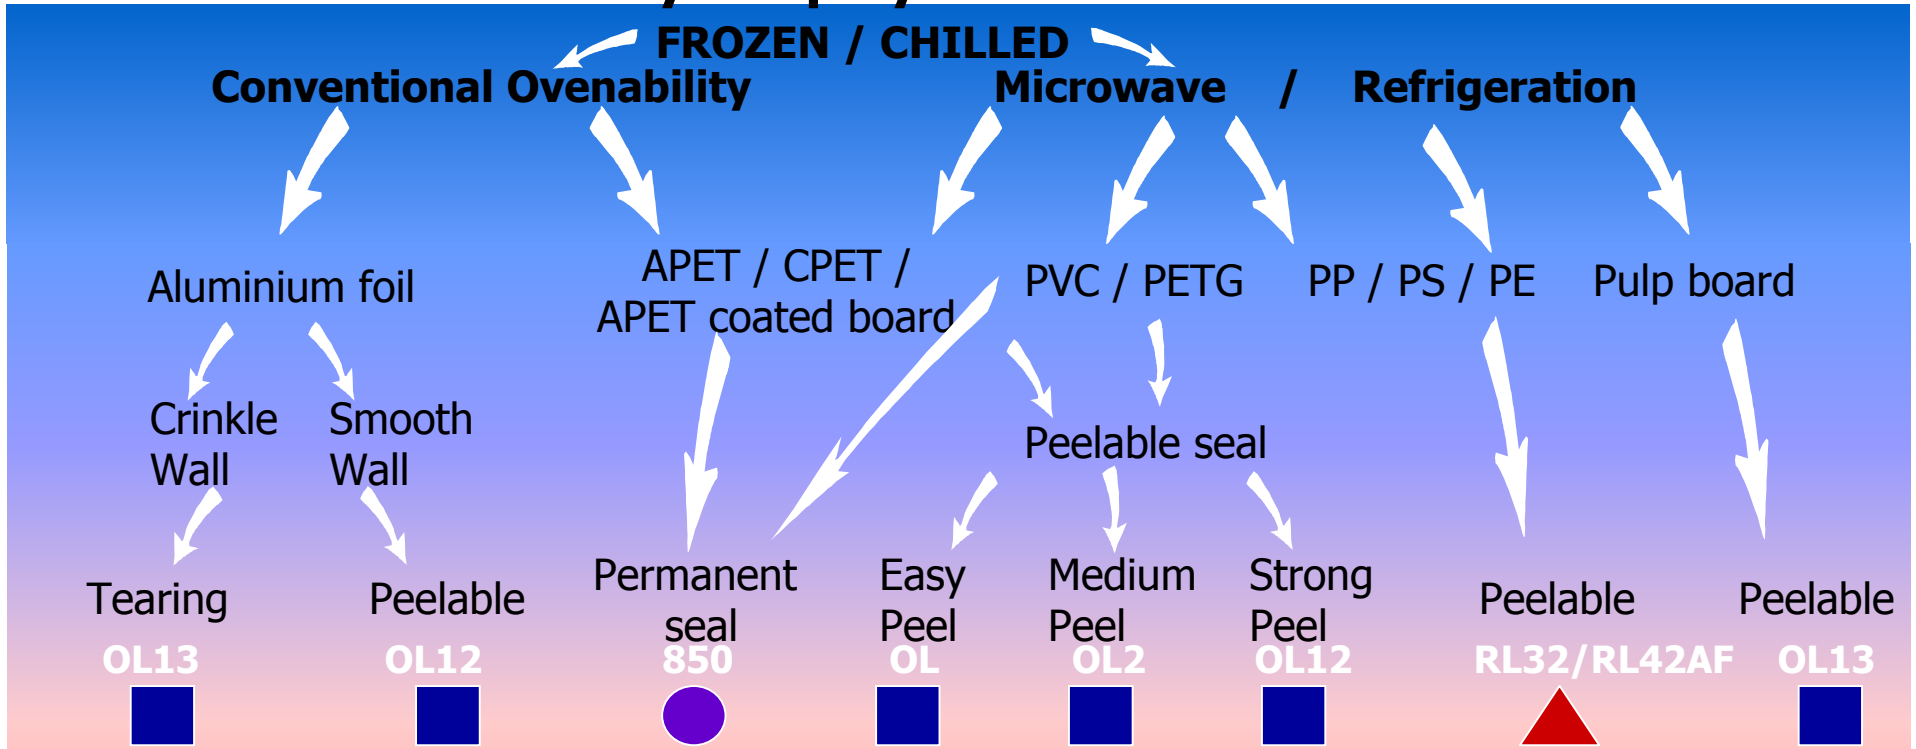 FROZEN / CHILLED
Conventional Ovenability
Microwave / Refrigeration
Aluminium foil
APET / CPET /
APET coated board
PVC / PETG
PP / PS / PE
Pulp board
Crinkle
Wall
Smooth
Wall
Peelable seal
Tearing
Peelable
Permanent
seal
Easy
Peel
Medium
Peel
Strong
Peel
Peelable
Peelable
OL13
OL12
850
OL
OL2
OL12
RL32/RL42AF
OL13